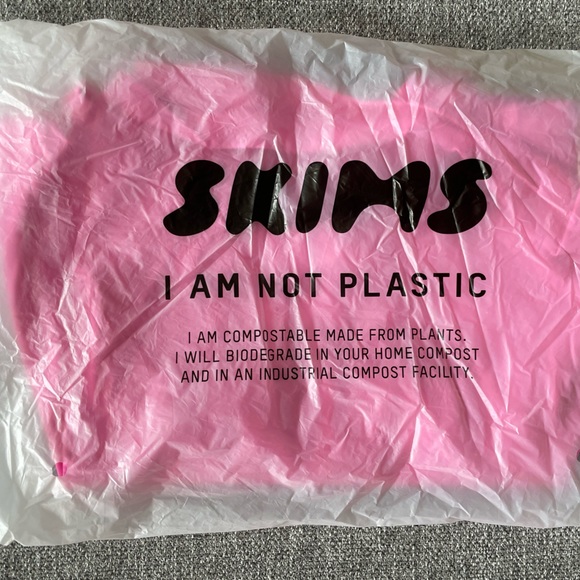 SKIMS
I AM NOT PLASTIC
I AM COMPOSTABLE MADE FROM PLANTS.
I WILL BIODEGRADE IN YOUR HOME COMPOST
AND IN AN INDUSTRIAL COMPOST FACILITY.